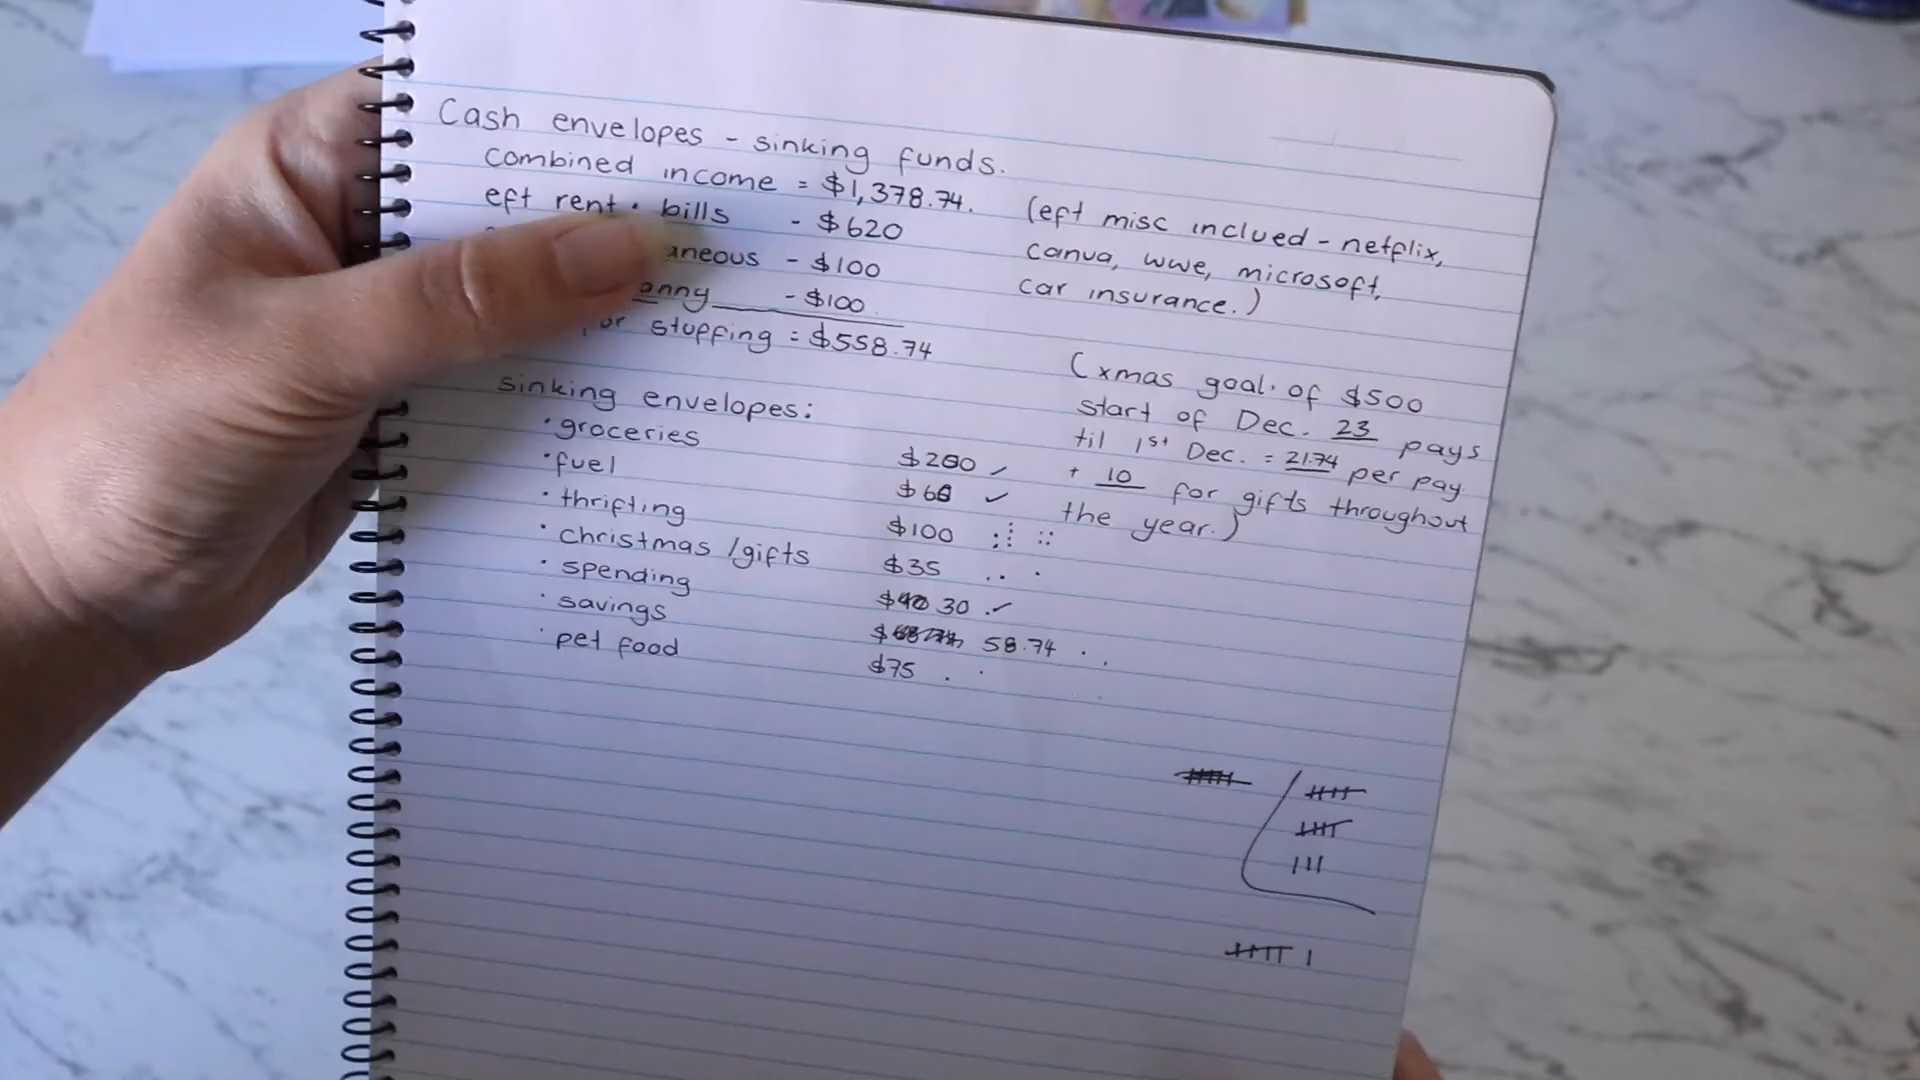 Cash envelopes - sinking funds.
combined income = $1,378.74.
eft rent · bills - $620
aneous - $100
anny - $100
or stuffing = $558.74
(eft misc inclued - netflix,
canva, wwe, microsoft,
car insurance.)
(xmas goal. of $500
start of Dec. 23 pays
til 1st Dec. = 21.74 per pay.
+ 10 for gifts throughout
the year.)
sinking envelopes:
· groceries $200 ✓
· fuel $60 ✓
· thrifting $100
· christmas /gifts $35
· spending $40 30 ✓
· savings $ 58.74
· pet food $75